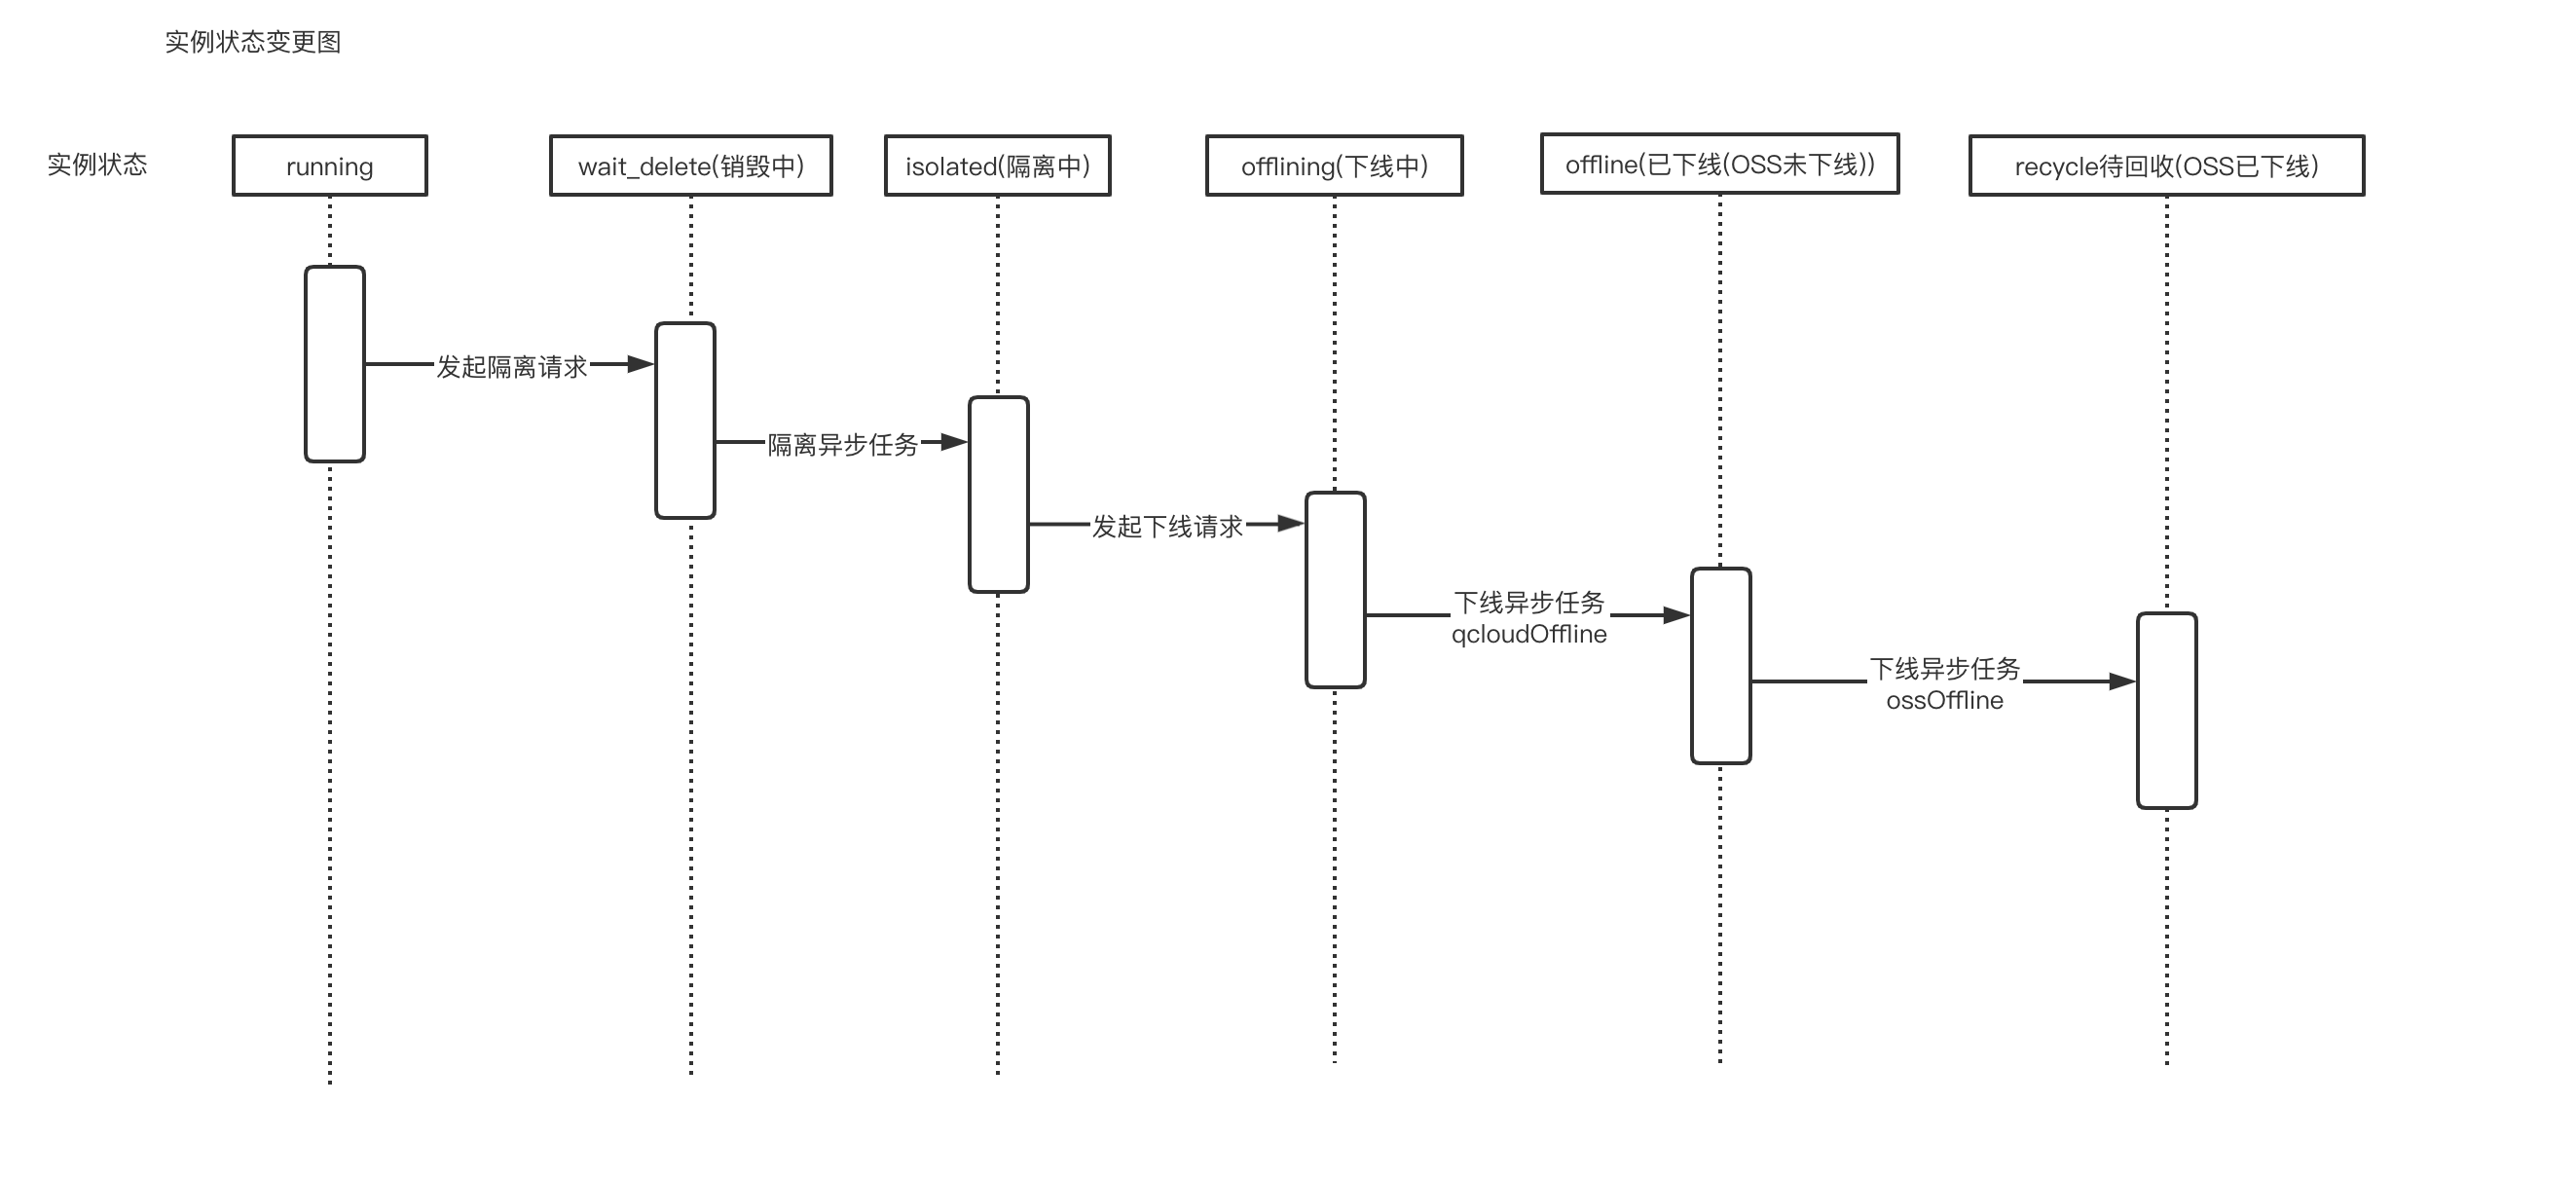 实例状态变更图
实例状态
running
wait_delete(销毁中)
isolated(隔离中)
offlining(下线中)
offline(已下线(OSS未下线))
recycle待回收(OSS已下线)
发起隔离请求
隔离异步任务
发起下线请求
下线异步任务
qcloudOffline
下线异步任务
ossOffline